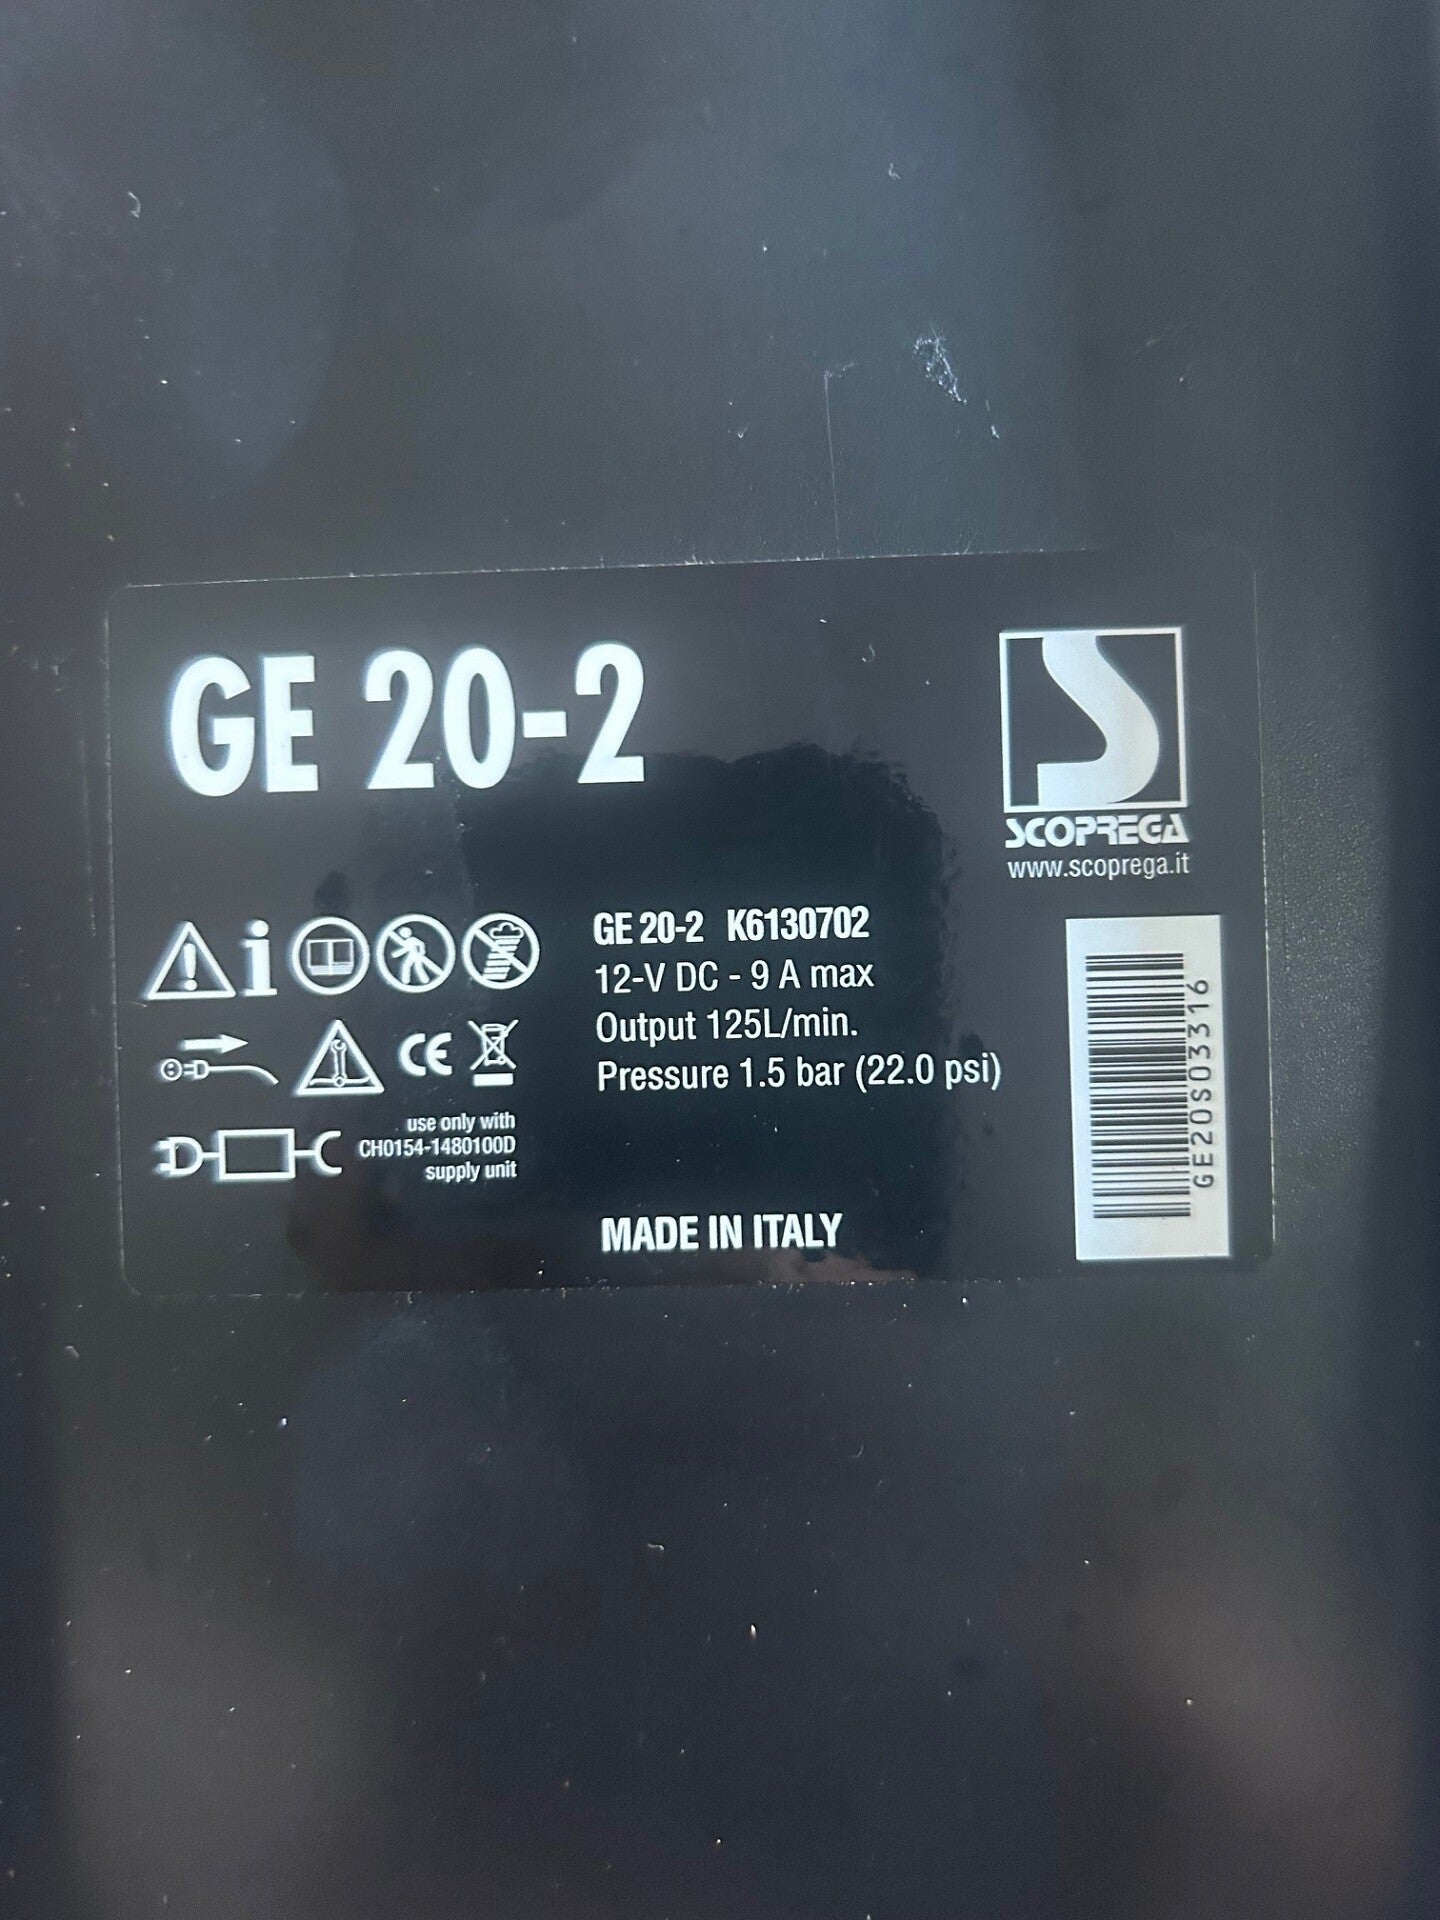 GE 20-2
SCOPREGA
www.scoprega.it
GE 20-2 K6130702
12-V DC - 9 A max
Output 125L/min.
Pressure 1.5 bar (22.0 psi)
CE
use only with
CH0154-1480100D
supply unit
MADE IN ITALY
GE20S03316